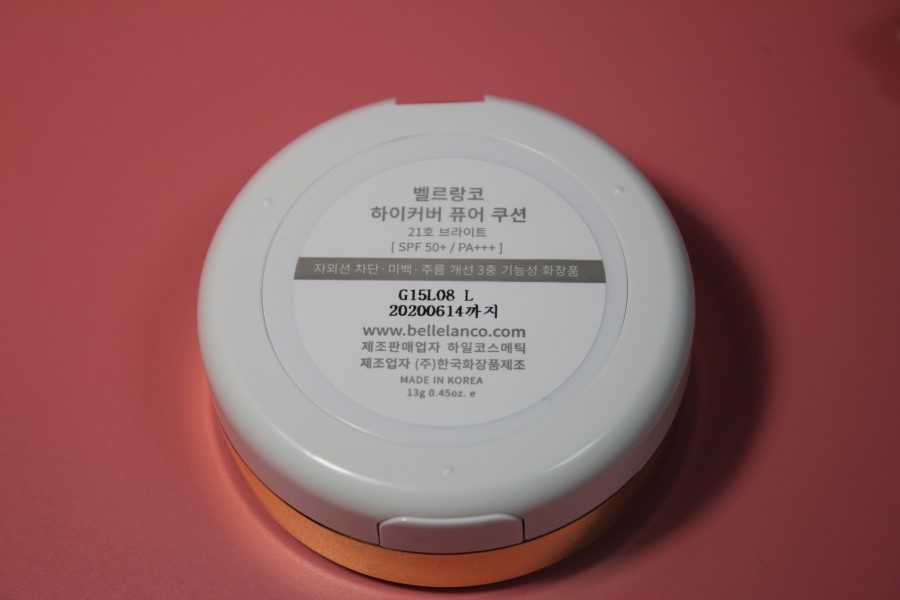 벨르랑코
하이커버 퓨어 쿠션
21호 브라이트
[ SPF 50+ / PA+++ ]
자외선 차단 · 미백 · 주름 개선 3중 기능성 화장품
G15L08 L
20200614까지
www.bellelanco.com
제조판매업자 하일코스메틱
제조업자 (주)한국화장품제조
MADE IN KOREA
13g 0.45oz. e